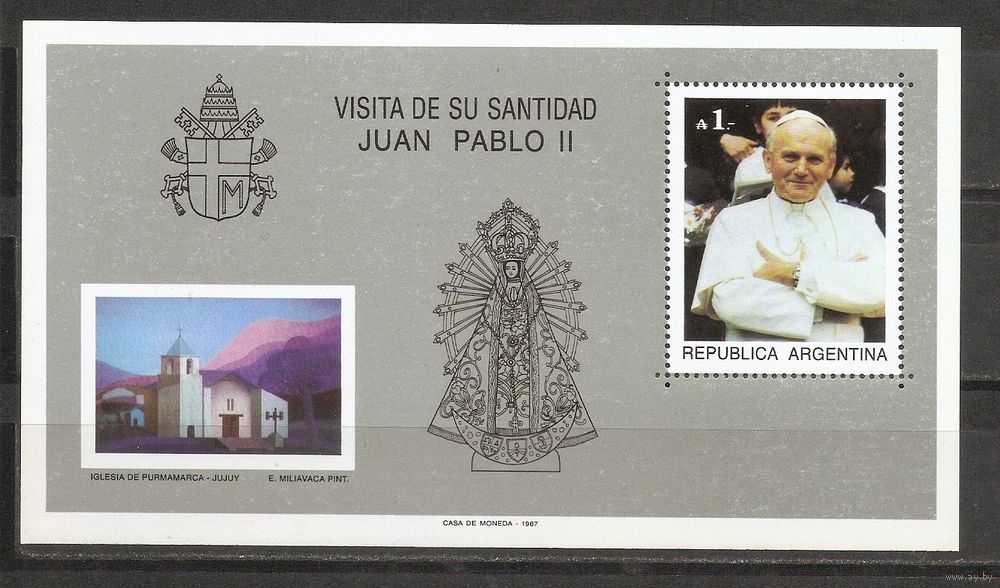 VISITA DE SU SANTIDAD
JUAN PABLO II
₳ 1.-
REPUBLICA ARGENTINA
M
IGLESIA DE PURMAMARCA - JUJUY E. MILIAVACA PINT.
CASA DE MONEDA - 1987
www.ay.by